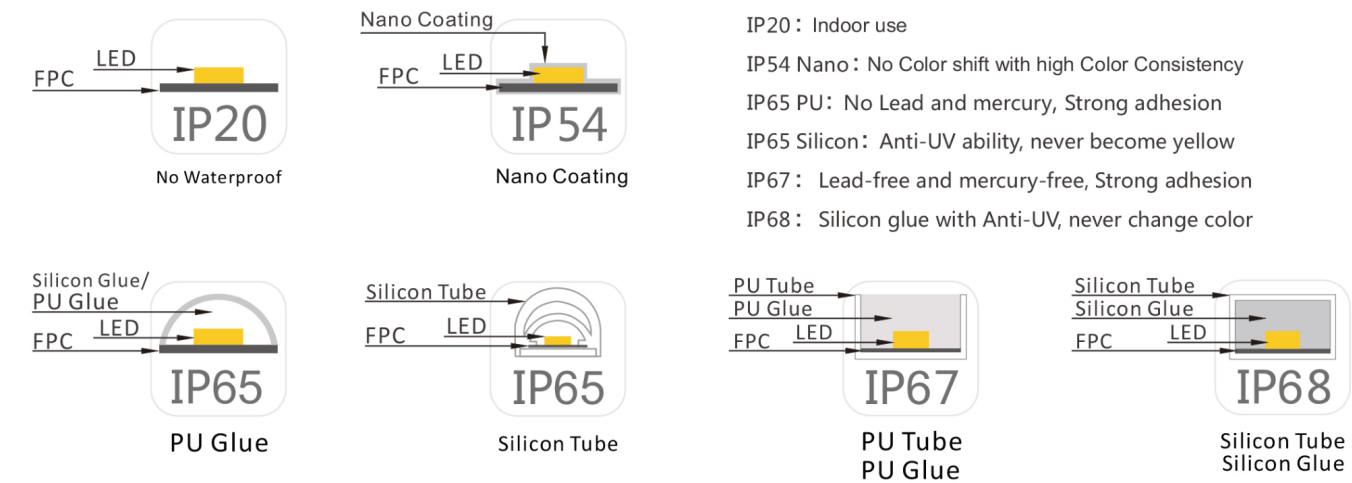 Nano Coating
LED
FPC
IP20
No Waterproof
LED
FPC
IP54
Nano Coating
IP20: Indoor use
IP54 Nano: No Color shift with high Color Consistency
IP65 PU: No Lead and mercury, Strong adhesion
IP65 Silicon: Anti-UV ability, never become yellow
IP67: Lead-free and mercury-free, Strong adhesion
IP68: Silicon glue with Anti-UV, never change color
Silicon Glue/
PU Glue
LED
FPC
IP65
PU Glue
Silicon Tube
LED
FPC
IP65
Silicon Tube
PU Tube
PU Glue
LED
FPC
IP67
PU Tube
PU Glue
Silicon Tube
Silicon Glue
LED
FPC
IP68
Silicon Tube
Silicon Glue